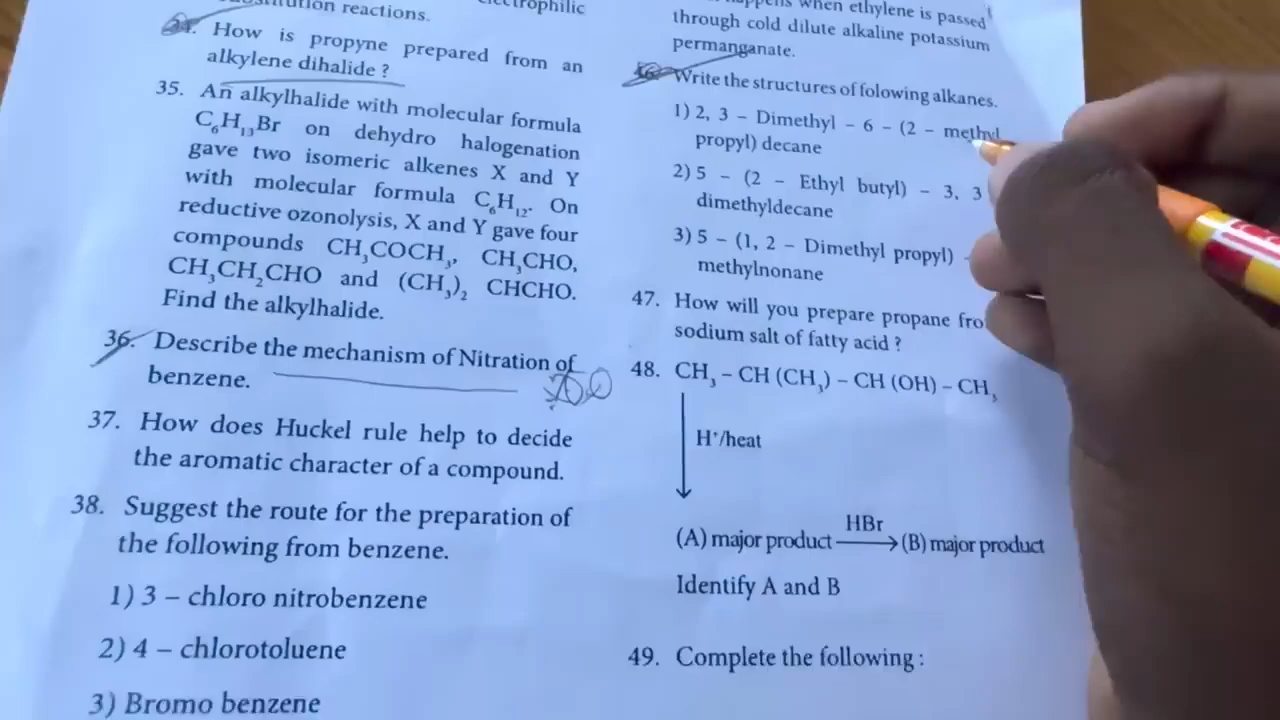 substitution reactions.
electrophilic
34. How is propyne prepared from an
alkylene dihalide ?
35. An alkylhalide with molecular formula
C₆H₁₃Br on dehydro halogenation
gave two isomeric alkenes X and Y
with molecular formula C₆H₁₂. On
reductive ozonolysis, X and Y gave four
compounds CH₃COCH₃, CH₃CHO,
CH₃CH₂CHO and (CH₃)₂ CHCHO.
Find the alkylhalide.
36. Describe the mechanism of Nitration of
benzene.
37. How does Huckel rule help to decide
the aromatic character of a compound.
38. Suggest the route for the preparation of
the following from benzene.
1) 3 – chloro nitrobenzene
2) 4 – chlorotoluene
3) Bromo benzene
happens when ethylene is passed
through cold dilute alkaline potassium
permanganate.
46. Write the structures of folowing alkanes.
1) 2, 3 – Dimethyl – 6 – (2 – methyl
propyl) decane
2) 5 – (2 – Ethyl butyl) – 3, 3
dimethyldecane
3) 5 – (1, 2 – Dimethyl propyl) –
methylnonane
47. How will you prepare propane fro
sodium salt of fatty acid ?
48. CH₃ – CH (CH₃) – CH (OH) – CH₃
H⁺/heat
HBr
(A) major product ⟶ (B) major product
Identify A and B
49. Complete the following :